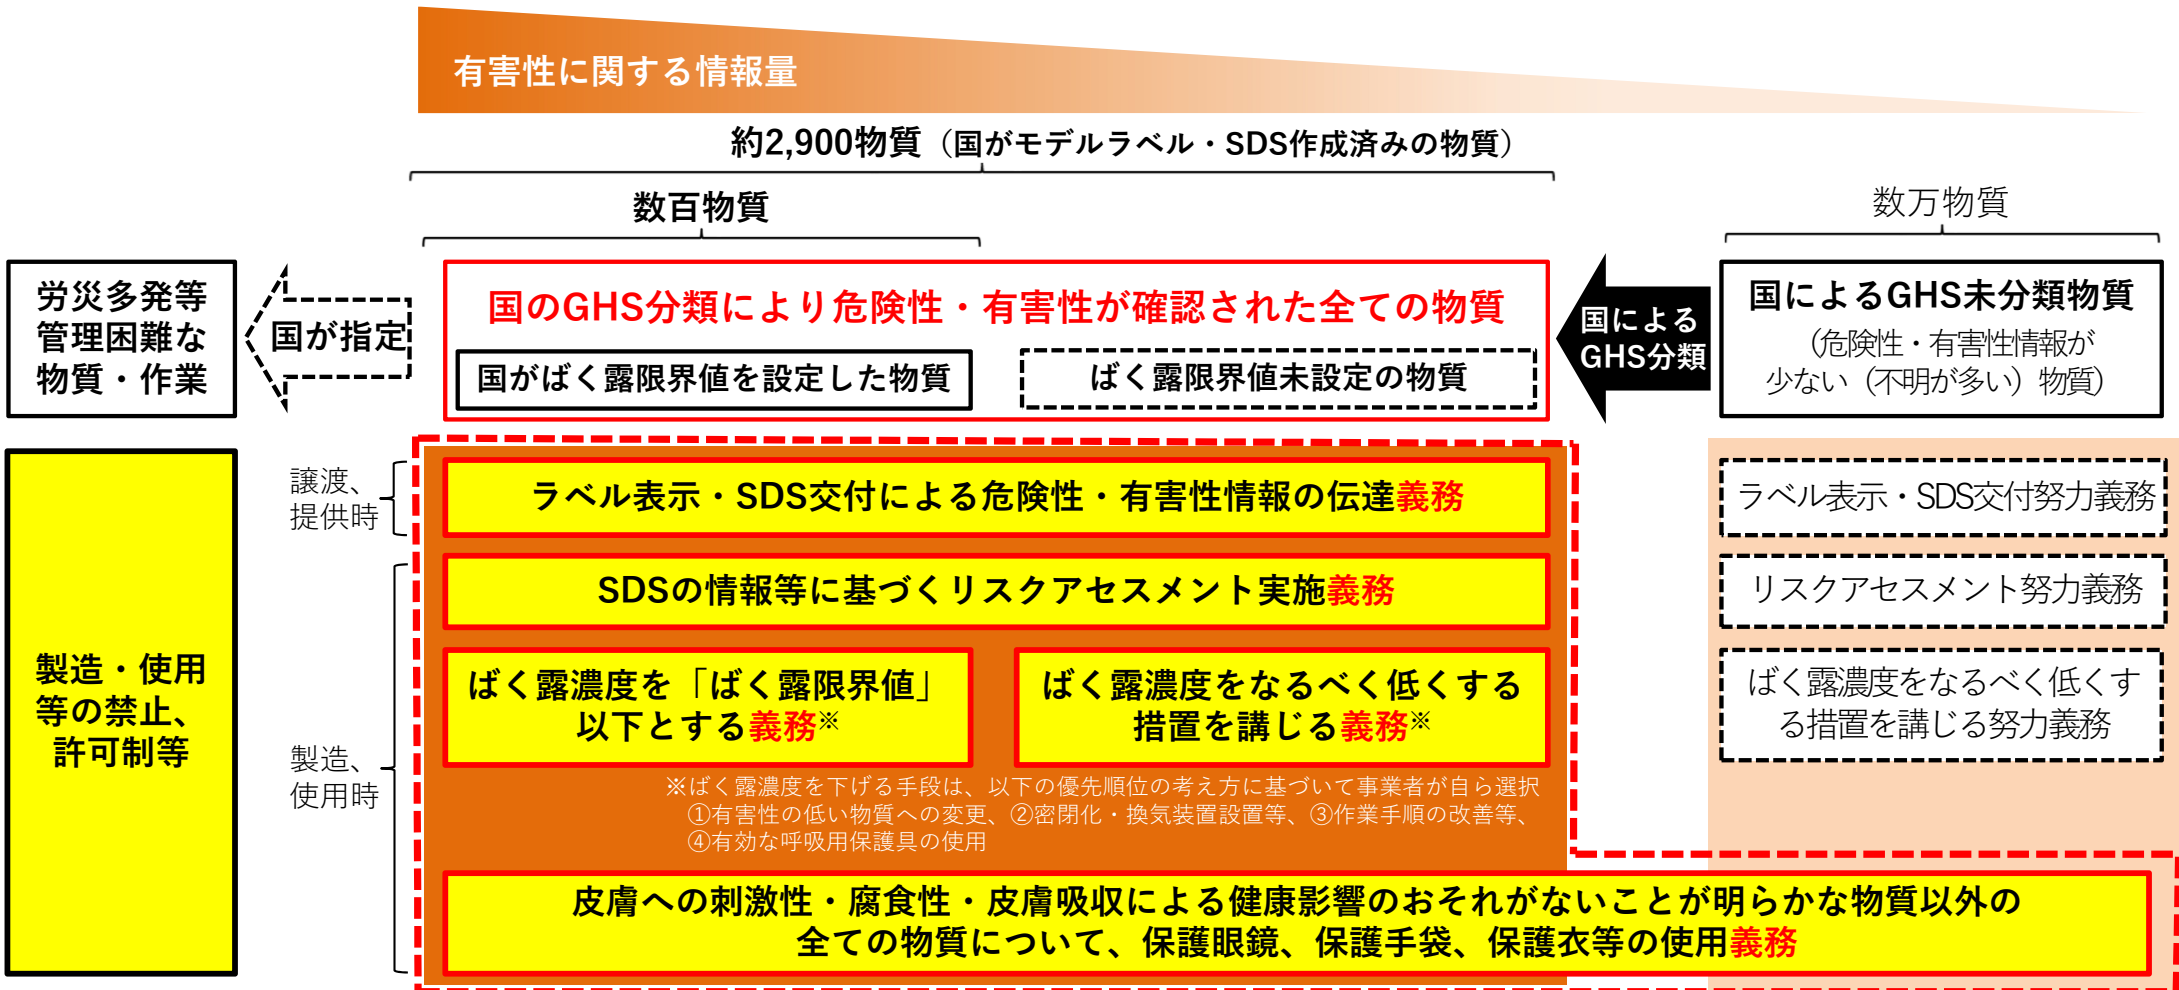 有害性に関する情報量
約2,900物質（国がモデルラベル・SDS作成済みの物質）
数百物質
数万物質
労災多発等
管理困難な
物質・作業
国が指定
国のGHS分類により危険性・有害性が確認された全ての物質
国がばく露限界値を設定した物質
ばく露限界値未設定の物質
国による
GHS分類
国によるGHS未分類物質
（危険性・有害性情報が
少ない（不明が多い）物質）
製造・使用
等の禁止、
許可制等
譲渡、
提供時
ラベル表示・SDS交付による危険性・有害性情報の伝達義務
ラベル表示・SDS交付努力義務
製造、
使用時
SDSの情報等に基づくリスクアセスメント実施義務
リスクアセスメント努力義務
ばく露濃度を「ばく露限界値」
以下とする義務※
ばく露濃度をなるべく低くする
措置を講じる義務※
ばく露濃度をなるべく低くす
る措置を講じる努力義務
※ばく露濃度を下げる手段は、以下の優先順位の考え方に基づいて事業者が自ら選択
①有害性の低い物質への変更、②密閉化・換気装置設置等、③作業手順の改善等、
④有効な呼吸用保護具の使用
皮膚への刺激性・腐食性・皮膚吸収による健康影響のおそれがないことが明らかな物質以外の
全ての物質について、保護眼鏡、保護手袋、保護衣等の使用義務